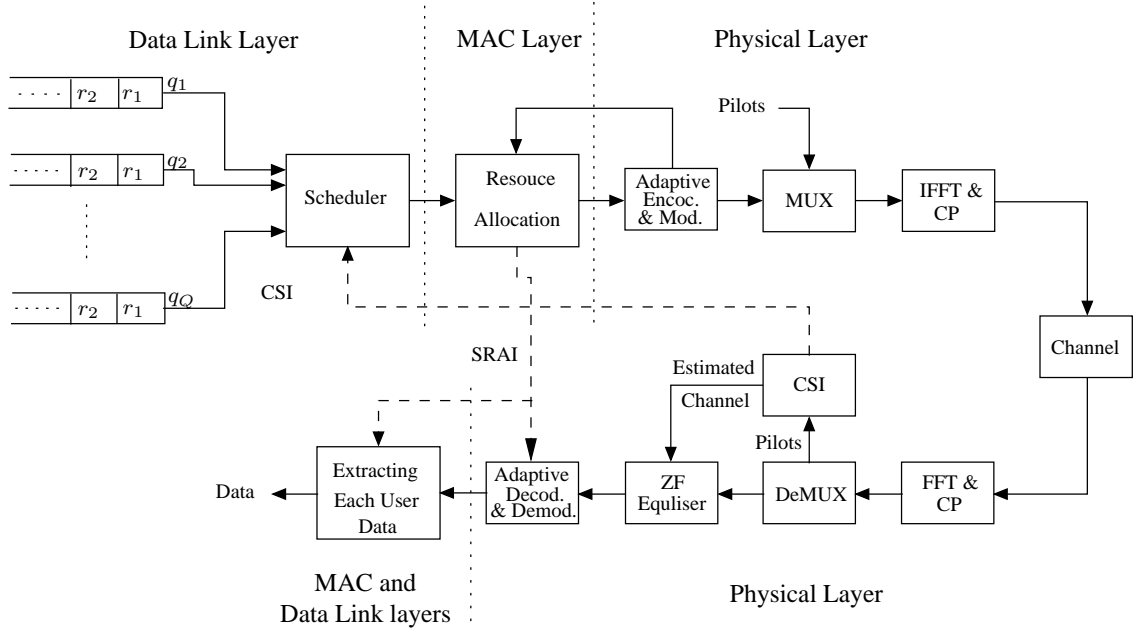 Data Link Layer
MAC Layer
Physical Layer
· · · · · r₂ r₁ q₁
· · · · · r₂ r₁ q₂
· · · · · r₂ r₁ q_Q
Scheduler
Resouce
Allocation
Adaptive
Encoc.
& Mod.
Pilots
MUX
IFFT &
CP
CSI
SRAI
Channel
Estimated
Channel
CSI
Pilots
Extracting
Each User
Data
Data
Adaptive
Decod.
& Demod.
ZF
Equliser
DeMUX
FFT &
CP
MAC and
Data Link layers
Physical Layer